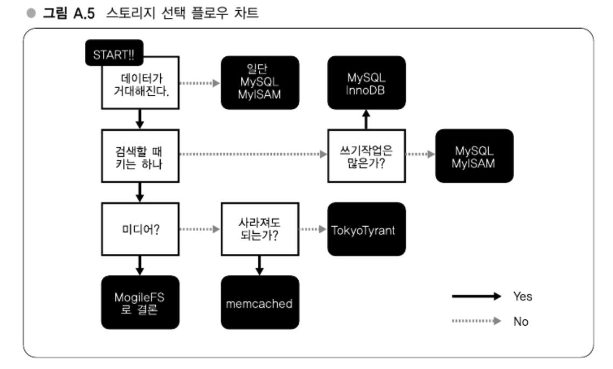 ● 그림 A.5 스토리지 선택 플로우 차트
START!!
데이터가
거대해진다.
일단
MySQL
MyISAM
MySQL
InnoDB
검색할 때
키는 하나
쓰기작업은
많은가?
MySQL
MyISAM
미디어?
사라져도
되는가?
TokyoTyrant
MogileFS
로 결론
memcached
Yes
No